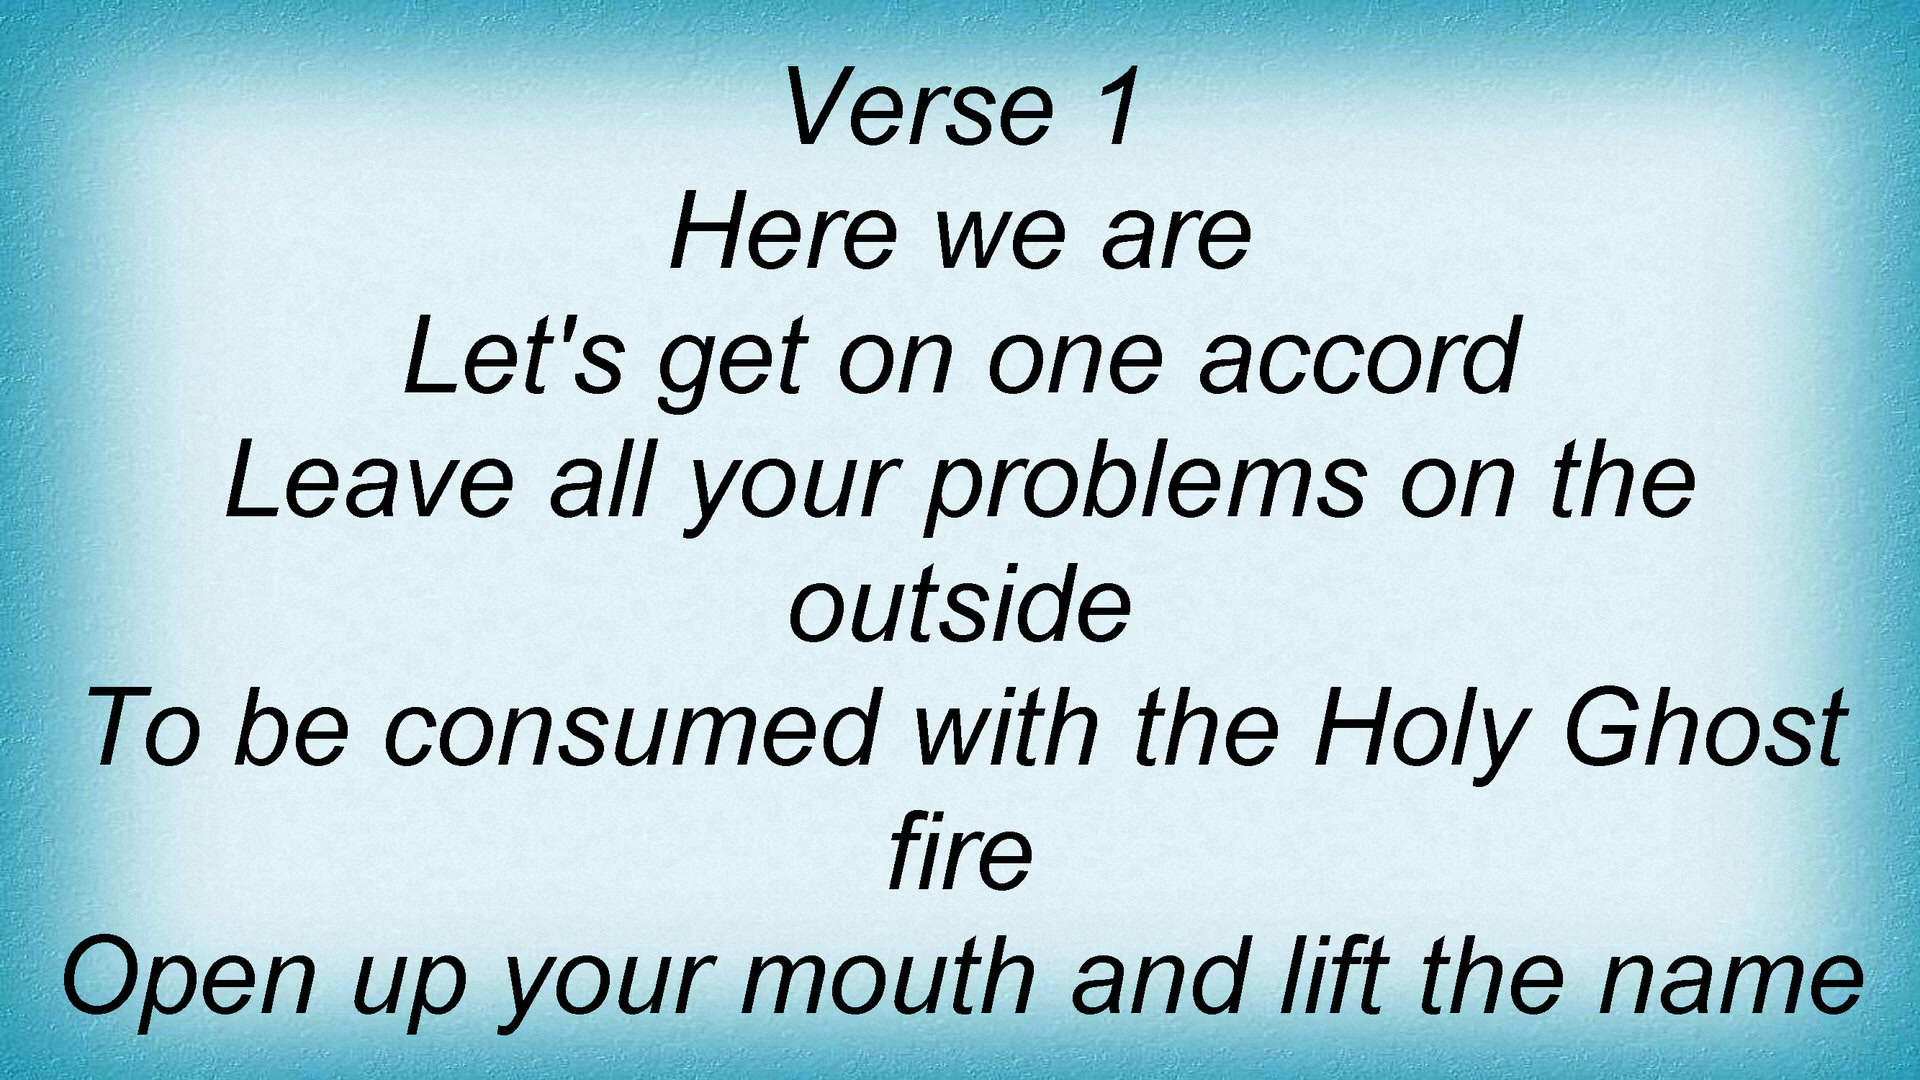 Verse 1
Here we are
Let's get on one accord
Leave all your problems on the
outside
To be consumed with the Holy Ghost
fire
Open up your mouth and lift the name